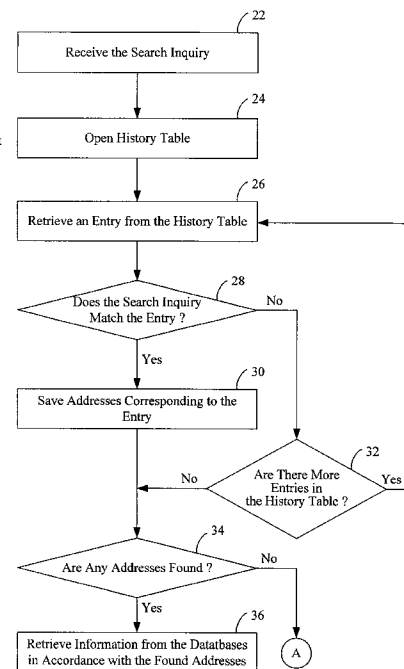 22
Receive the Search Inquiry
24
Open History Table
26
Retrieve an Entry from the History Table
28
Does the Search Inquiry
Match the Entry ?
No
Yes
30
Save Addresses Corresponding to the
Entry
32
Are There More
Entries in
the History Table ?
No
Yes
34
Are Any Addresses Found ?
No
Yes
36
Retrieve Information from the Datatbases
in Accordance with the Found Addresses
A